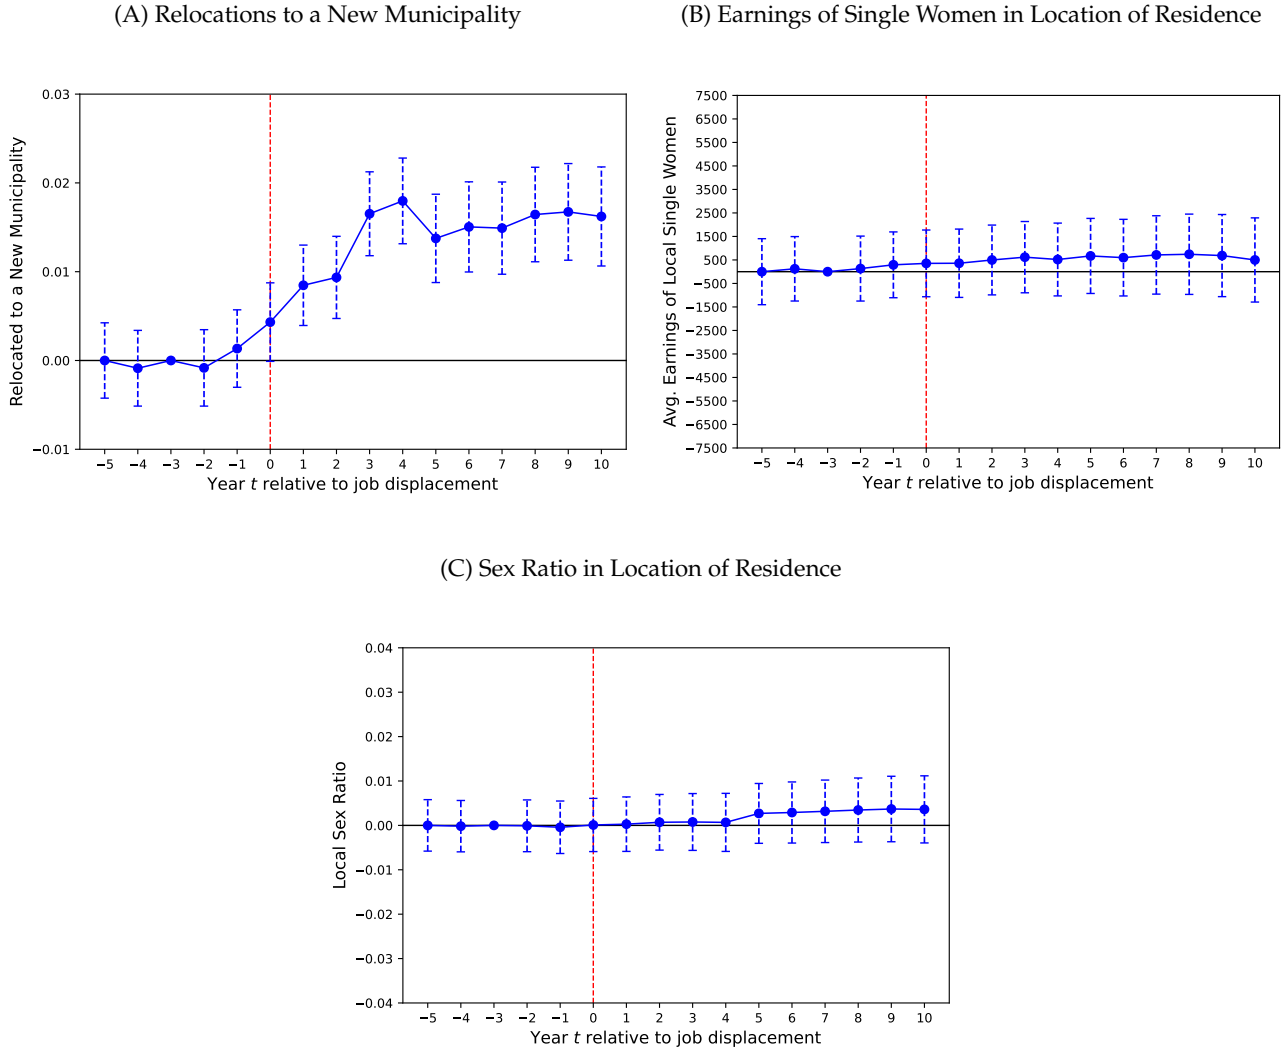 (A) Relocations to a New Municipality
0.03
0.02
0.01
0.00
−0.01
Relocated to a New Municipality
−5 −4 −3 −2 −1 0 1 2 3 4 5 6 7 8 9 10
Year t relative to job displacement
(B) Earnings of Single Women in Location of Residence
7500
6500
5500
4500
3500
2500
1500
500
−500
−1500
−2500
−3500
−4500
−5500
−6500
−7500
Avg. Earnings of Local Single Women
−5 −4 −3 −2 −1 0 1 2 3 4 5 6 7 8 9 10
Year t relative to job displacement
(C) Sex Ratio in Location of Residence
0.04
0.03
0.02
0.01
0.00
−0.01
−0.02
−0.03
−0.04
Local Sex Ratio
−5 −4 −3 −2 −1 0 1 2 3 4 5 6 7 8 9 10
Year t relative to job displacement